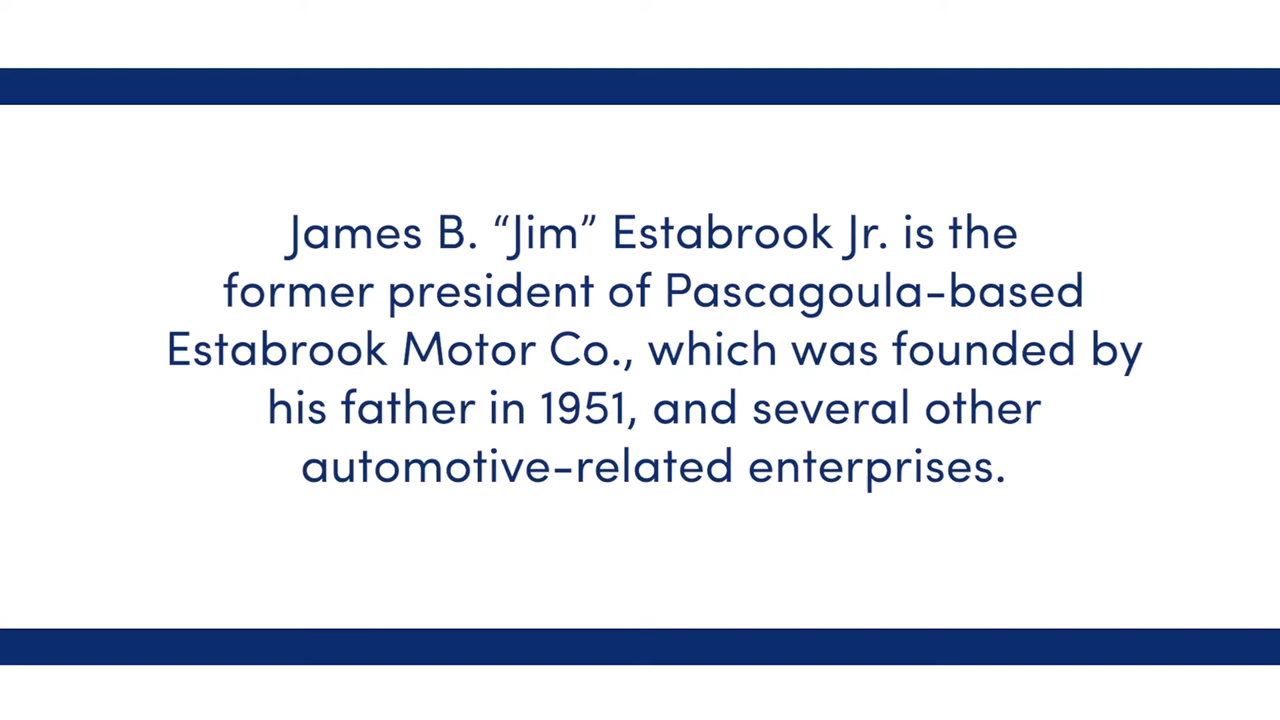 James B. “Jim” Estabrook Jr. is the
former president of Pascagoula-based
Estabrook Motor Co., which was founded by
his father in 1951, and several other
automotive-related enterprises.